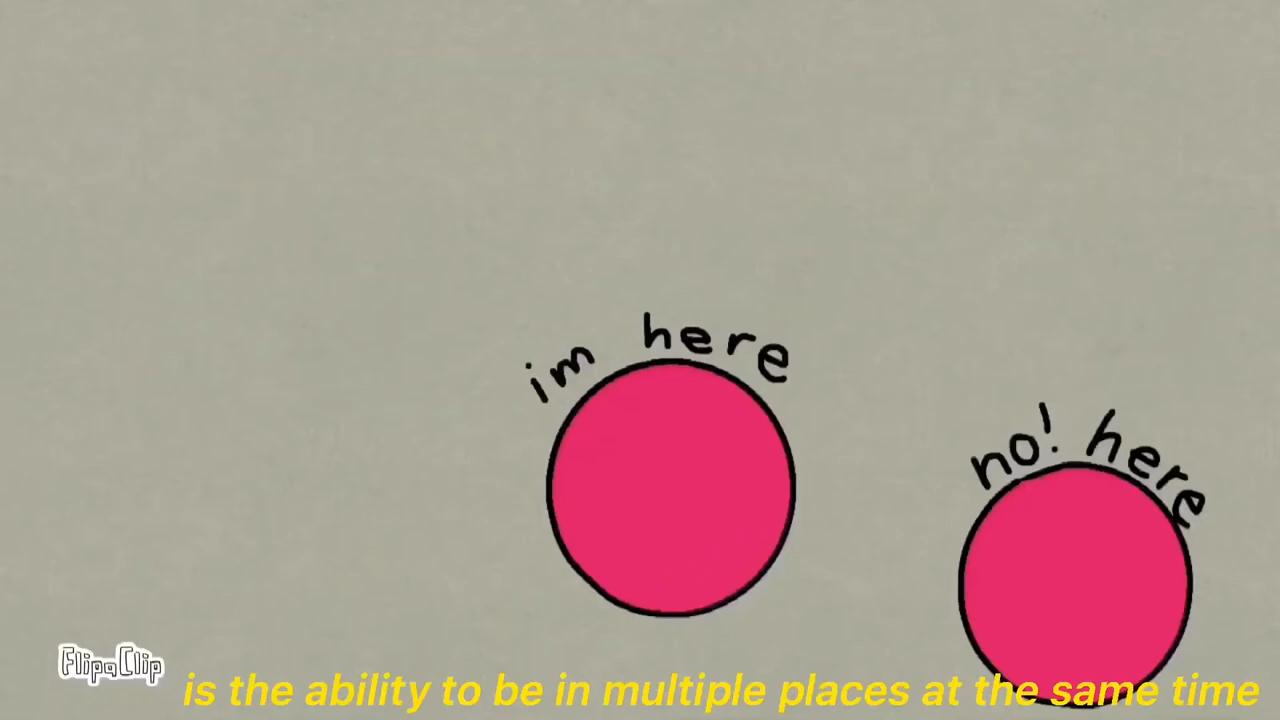 im here
no! here
FlipaClip
is the ability to be in multiple places at the same time